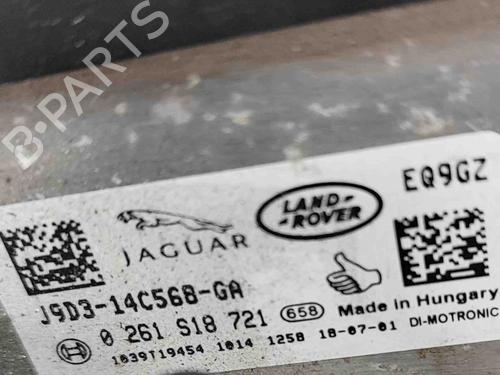 B-PARTS
EQ9GZ
JAGUAR
LAND-
-ROVER
J9D3-14C568-GA
0 261 S18 721 658 Made in Hungary
1039T19454 1014 1258 18-07-01 DI-MOTRONIC